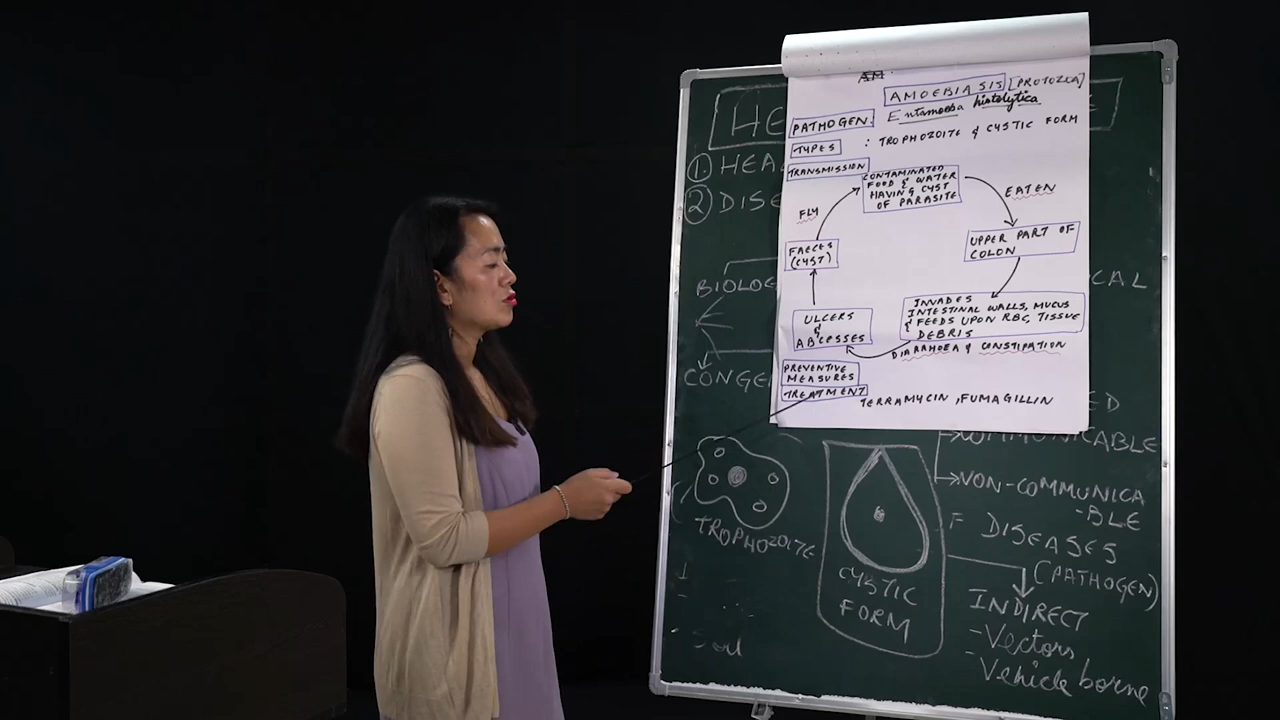 AM.
AMOEBIASIS [PROTOZOA]
PATHOGEN: Entamoeba histolytica
TYPES : TROPHOZOITE & CYSTIC FORM
TRANSMISSION
CONTAMINATED
FOOD & WATER
HAVING CYST
OF PARASITE
EATEN
FLY
UPPER PART OF
COLON
FAECES
(CYST)
INVADES
INTESTINAL WALLS, MUCUS
& FEEDS UPON RBC, TISSUE
DEBRIS
ULCERS
&
ABCESSES
DIARRHOEA & CONSTIPATION
PREVENTIVE
MEASURES
TREATMENT
TERRAMYCIN, FUMAGILLIN
HE
E
1. HEA
2) DISE
BIOLOG
CAL
CONGE
ED
COMMUNICABLE
NON-COMMUNICA
-BLE
TROPHOZOITE
CYSTIC
FORM
F DISEASES
(PATHOGEN)
INDIRECT
-Vectors
-Vehicle borne
1
Soil